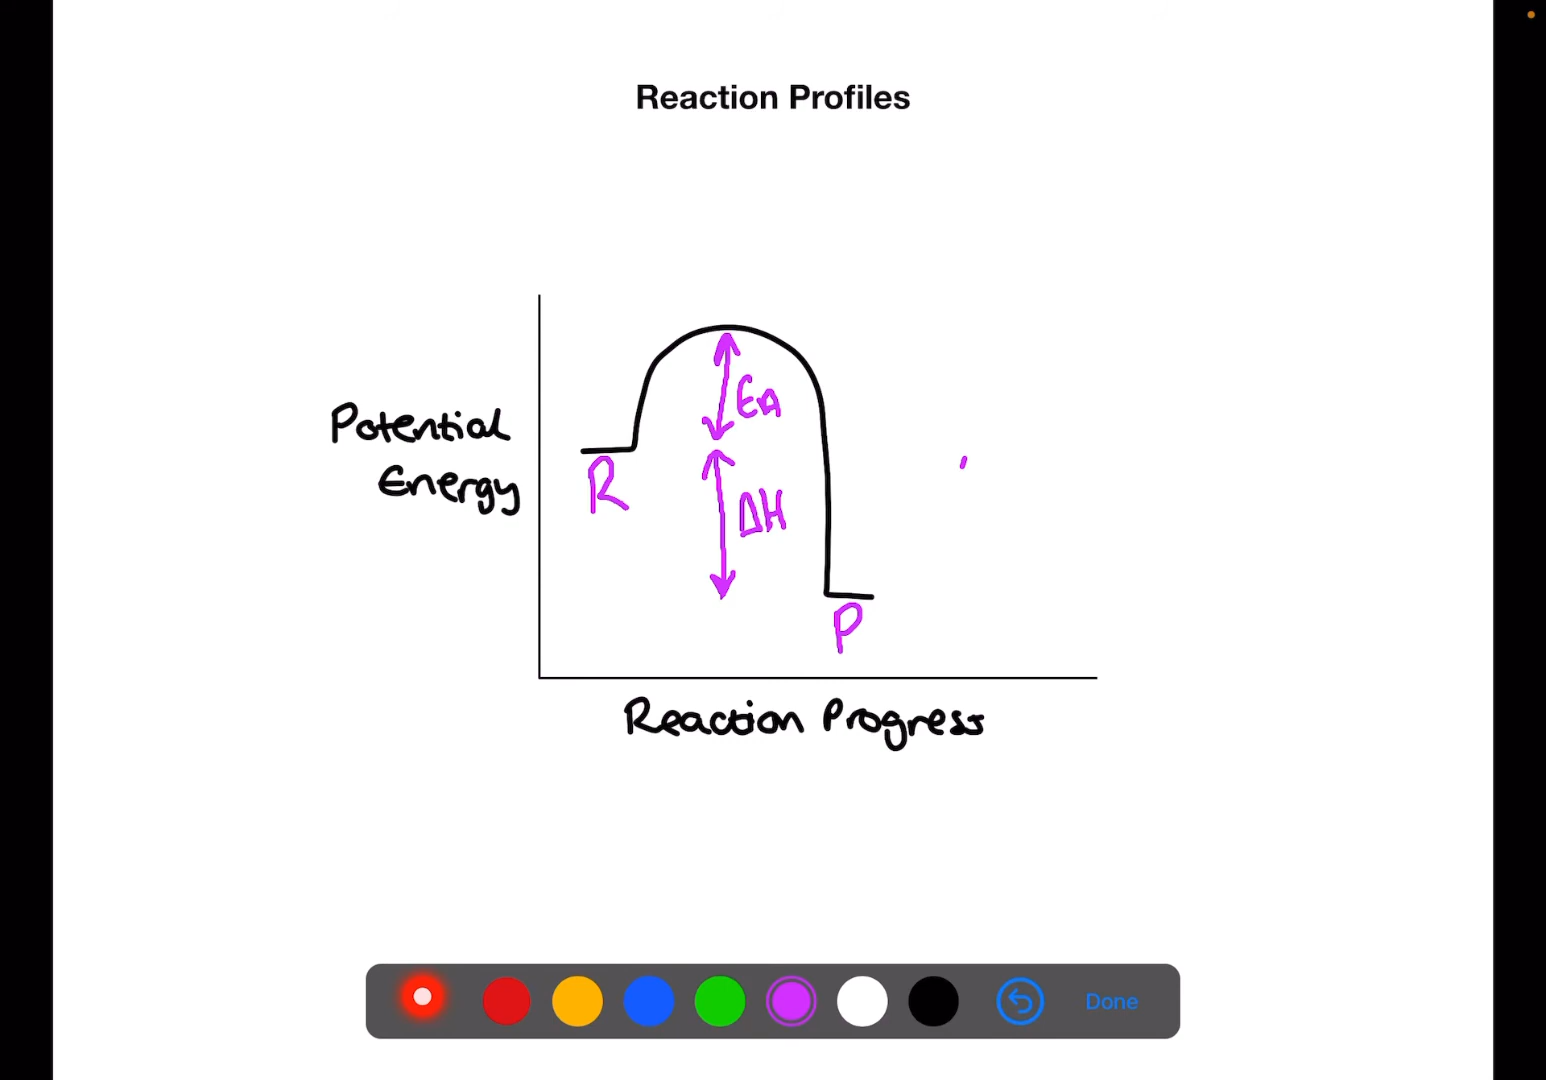 Reaction Profiles
Potential
Energy
EA
R
ΔH
P
Reaction Progress
Done